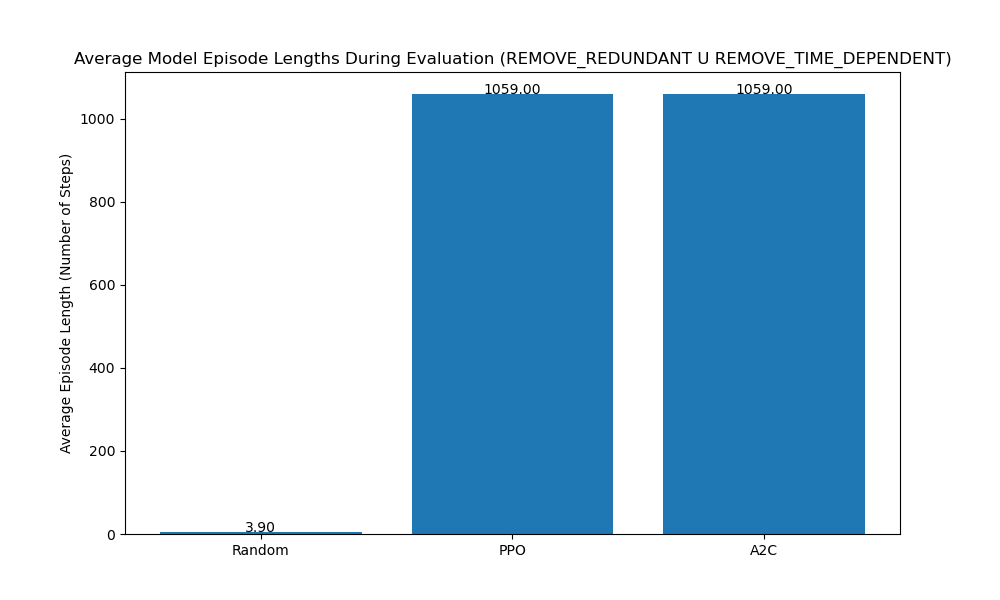 Average Model Episode Lengths During Evaluation (REMOVE_REDUNDANT U REMOVE_TIME_DEPENDENT)
Average Episode Length (Number of Steps)
1000
800
600
400
200
0
3.90
1059.00
1059.00
Random
PPO
A2C